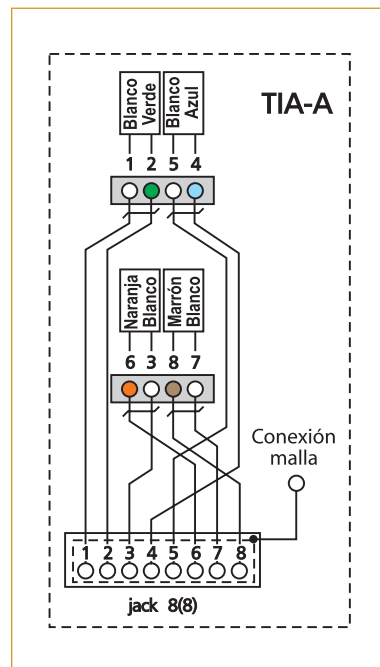 TIA-A
Blanco
Verde
Blanco
Azul
1 2 5 4
Naranja
Blanco
Marrón
Blanco
6 3 8 7
Conexión
malla
1 2 3 4 5 6 7 8
jack 8(8)